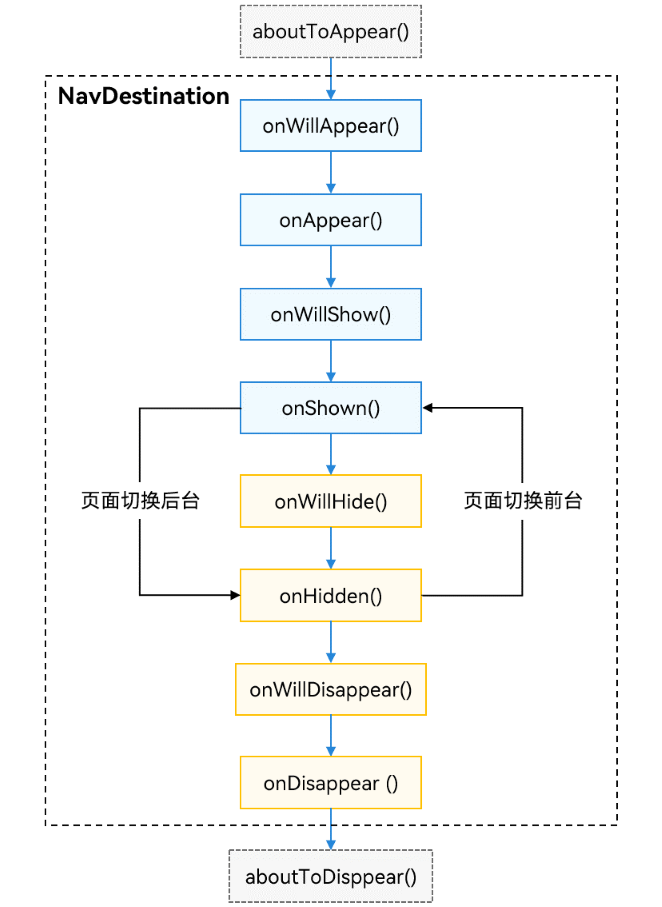 aboutToAppear()
NavDestination
onWillAppear()
onAppear()
onWillShow()
onShown()
页面切换后台
onWillHide()
页面切换前台
onHidden()
onWillDisappear()
onDisappear ()
aboutToDisppear()